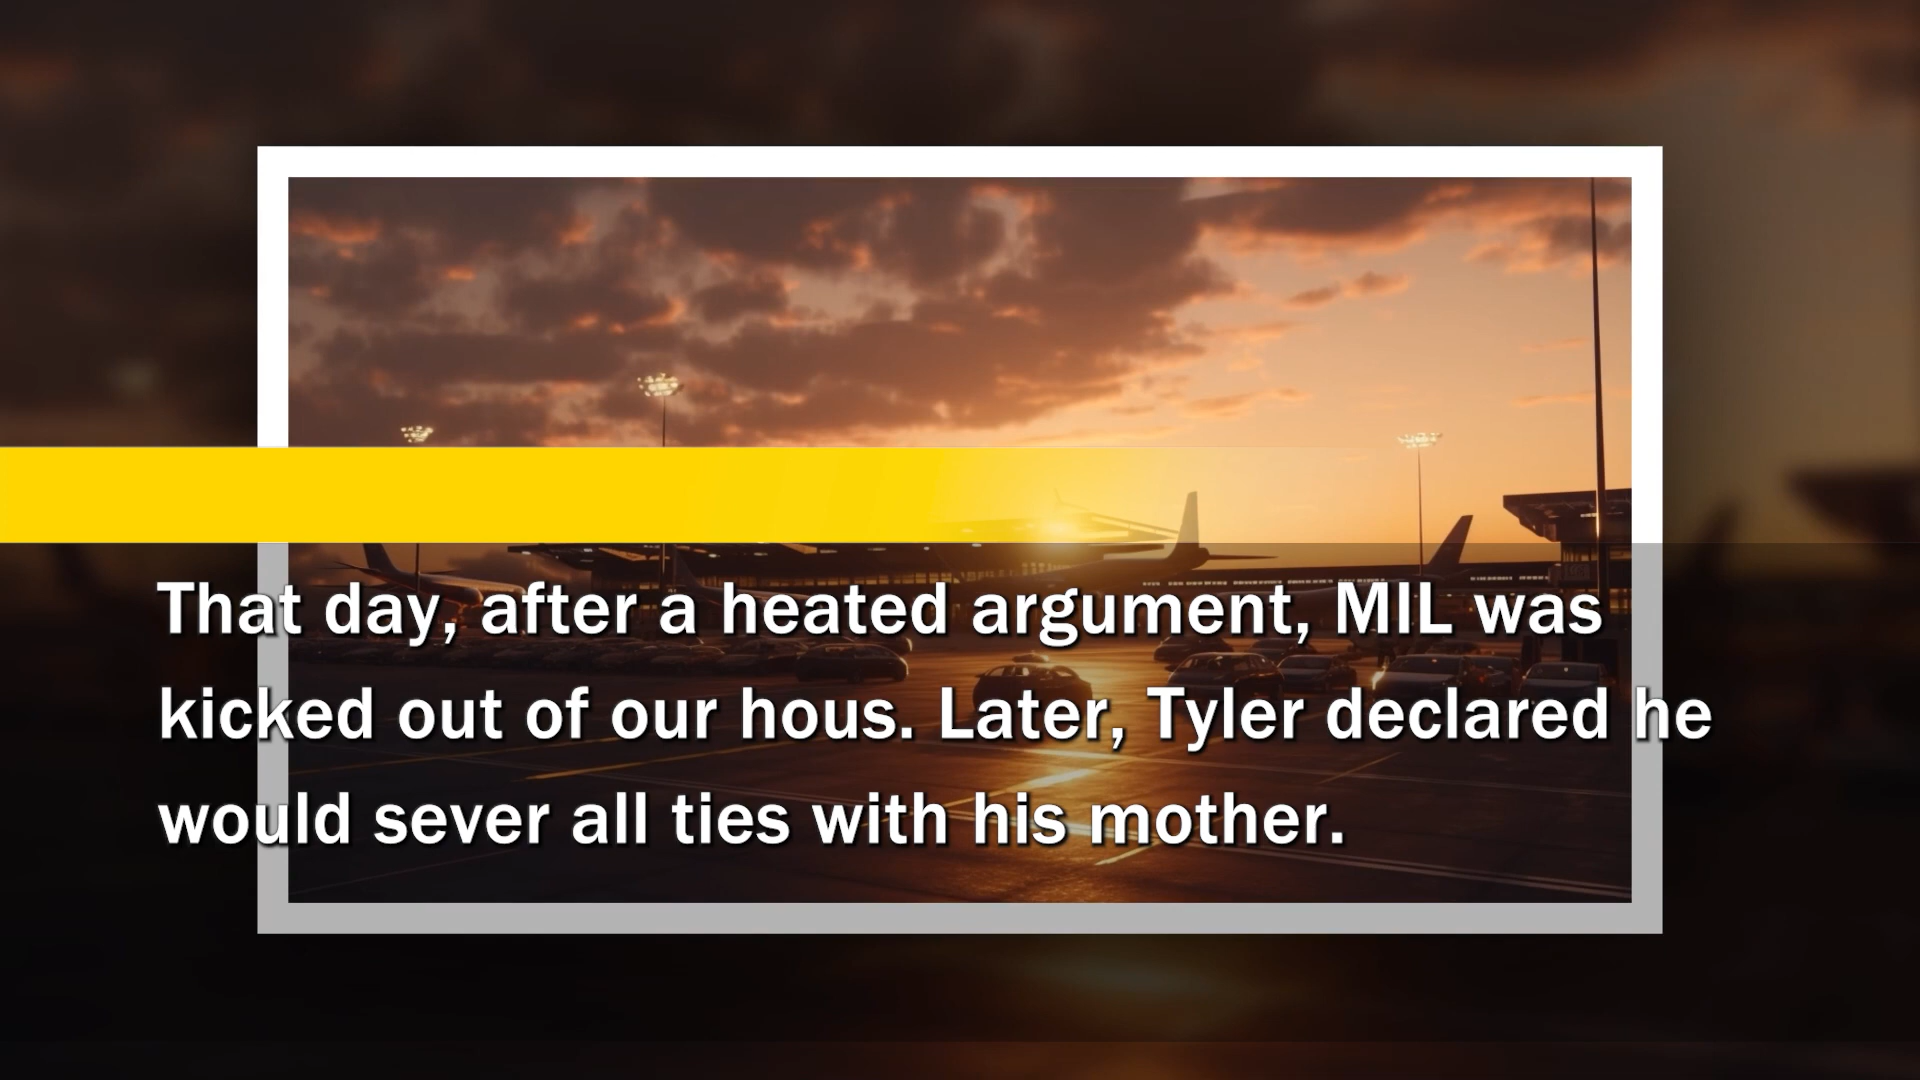 That day, after a heated argument, MIL was
kicked out of our hous. Later, Tyler declared he
would sever all ties with his mother.